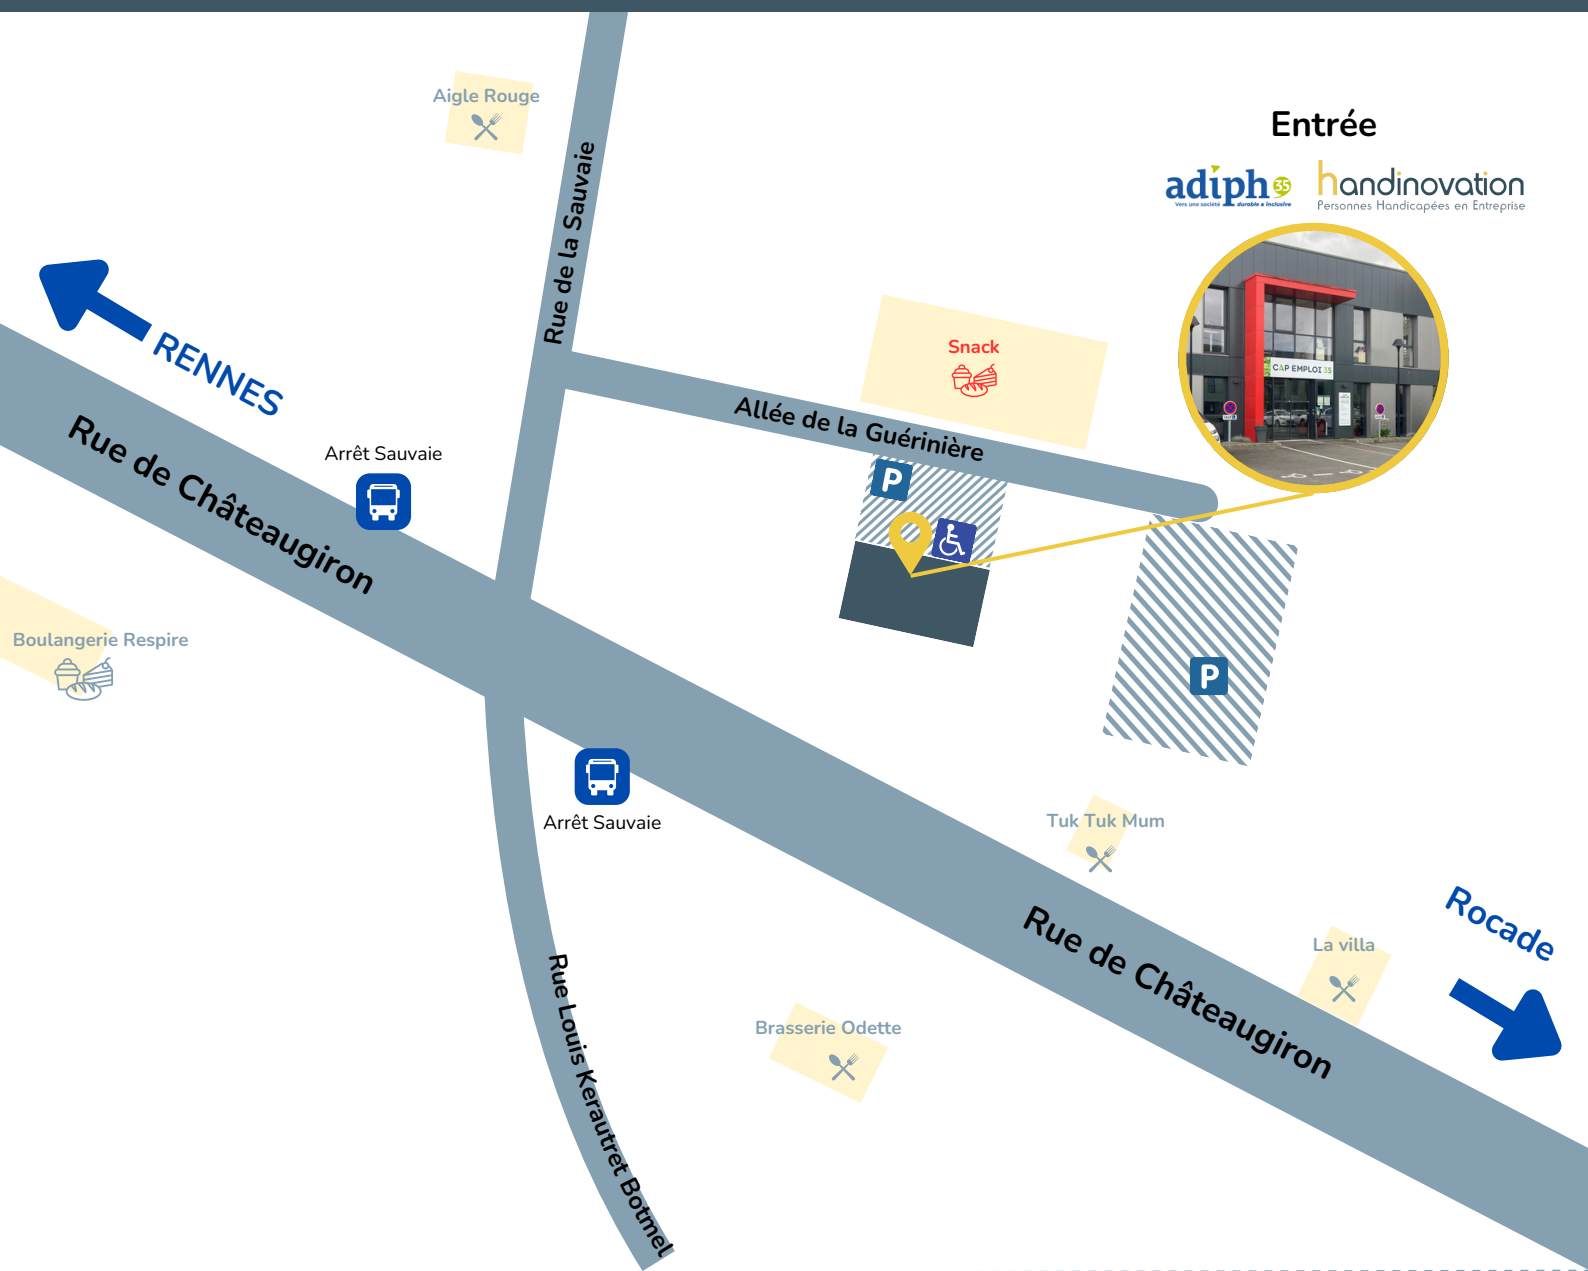 Aigle Rouge
Entrée
adiph 35
Vers une société durable & inclusive
handinovation
Personnes Handicapées en Entreprise
Rue de la Sauvaie
RENNES
Snack
CAP EMPLOI 35
Allée de la Guérinière
Rue de Châteaugiron
Arrêt Sauvaie
P
Boulangerie Respire
P
Arrêt Sauvaie
Tuk Tuk Mum
Rocade
Rue de Châteaugiron
La villa
Rue Louis Kerautret Botmel
Brasserie Odette